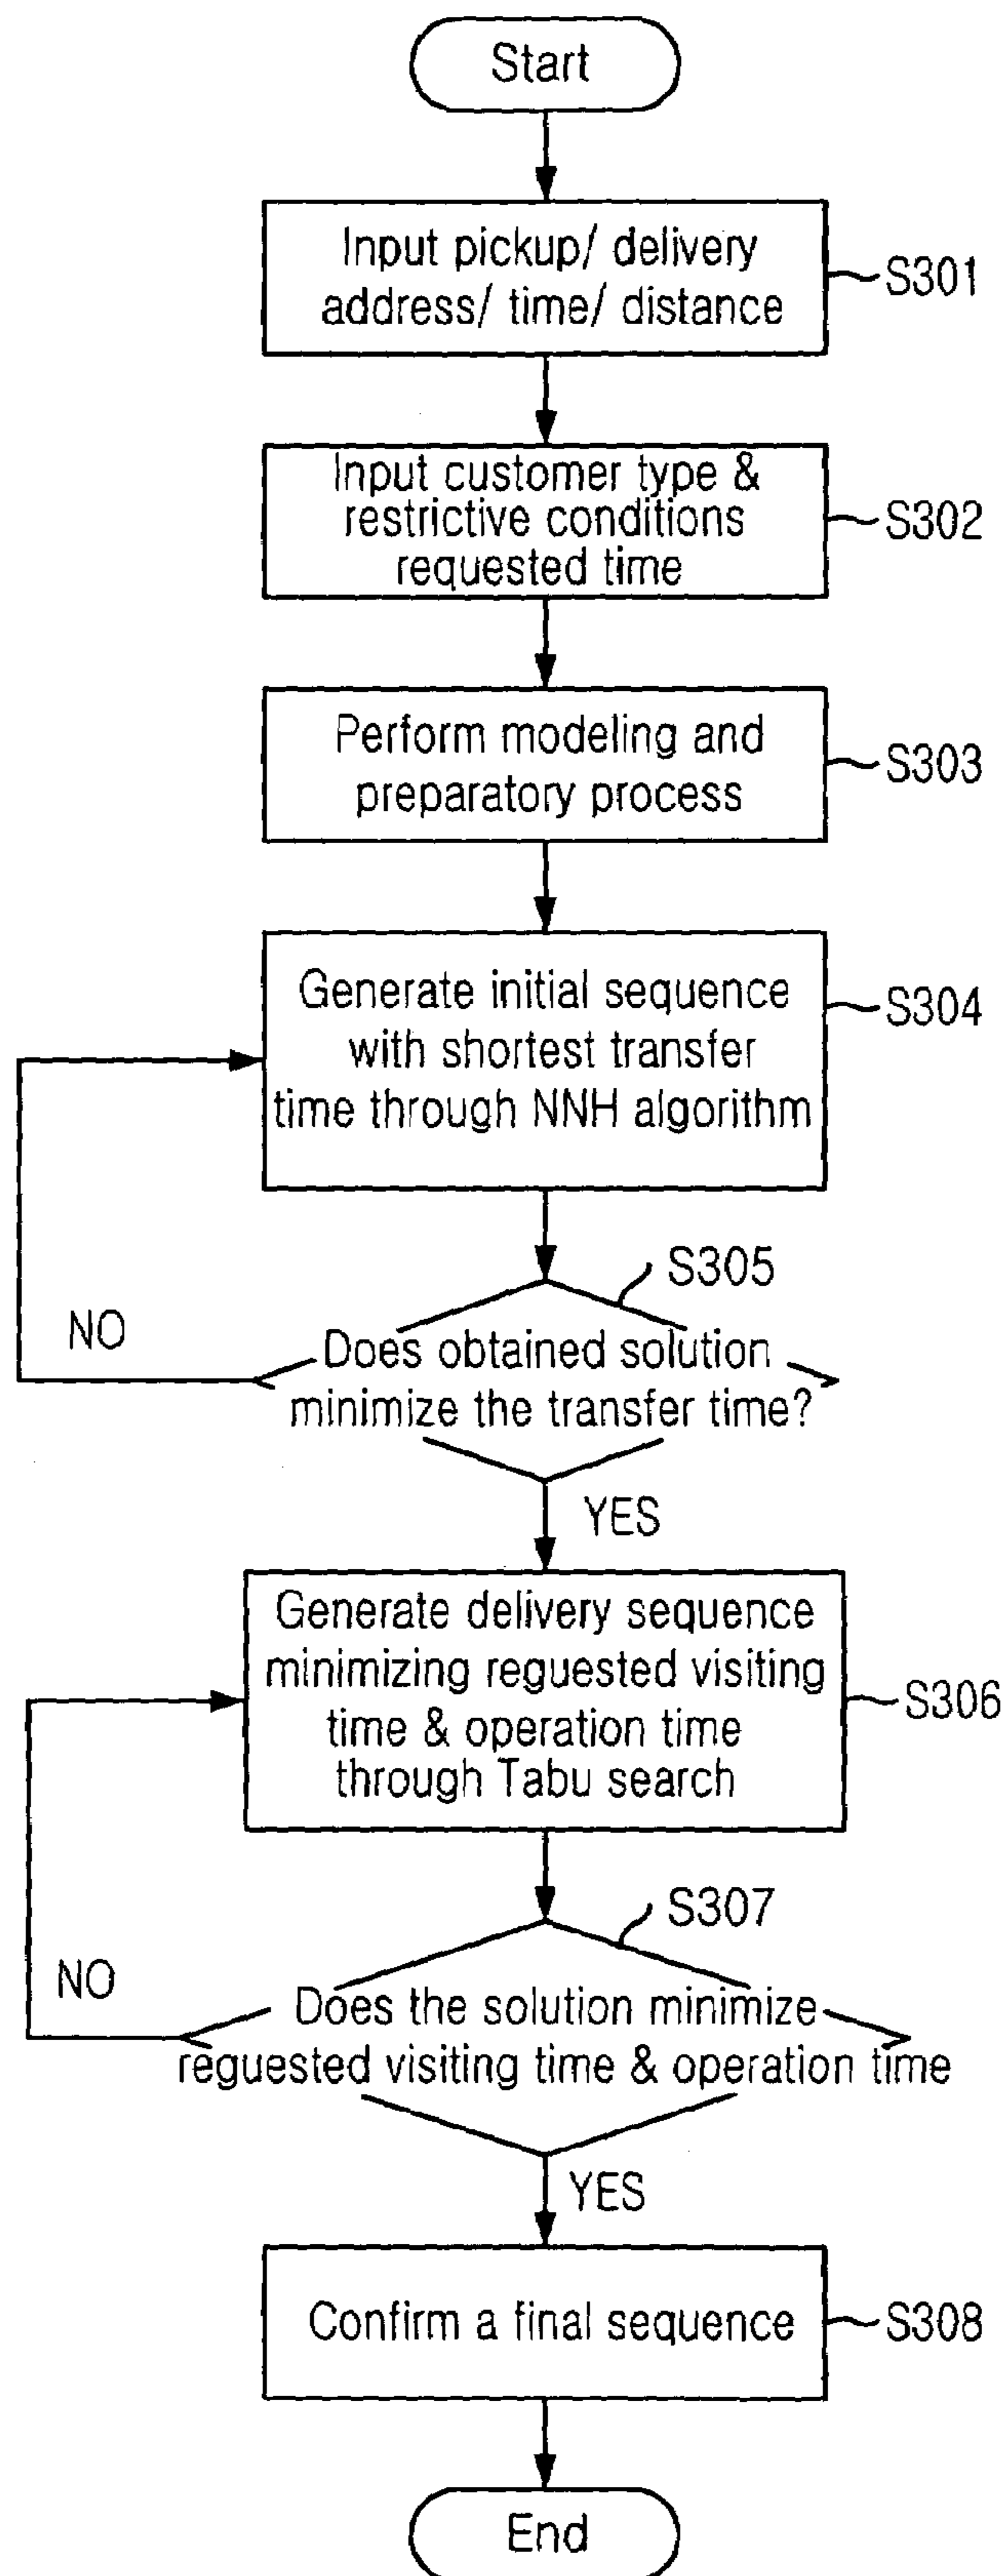 Start
Input pickup/ delivery
address/ time/ distance
S301
Input customer type &
restrictive conditions
requested time
S302
Perform modeling and
preparatory process
S303
Generate initial sequence
with shortest transfer
time through NNH algorithm
S304
S305
NO
Does obtained solution
minimize the transfer time?
YES
Generate delivery sequence
minimizing reguested visiting
time & operation time
through Tabu search
S306
S307
NO
Does the solution minimize
reguested visiting time & operation time
YES
Confirm a final sequence
S308
End